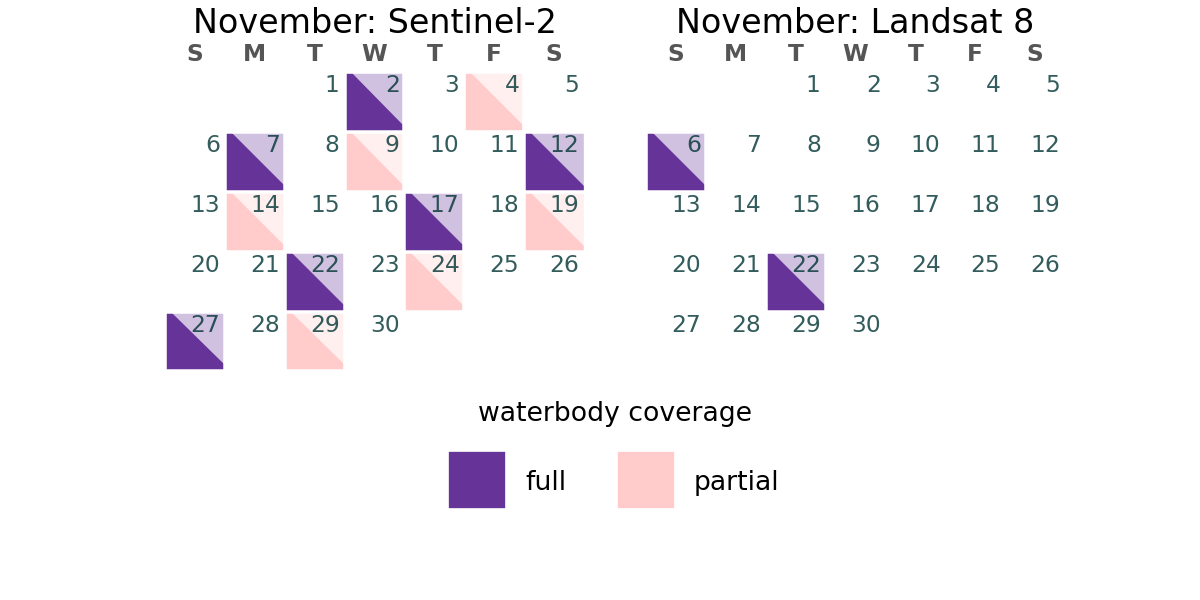 November: Sentinel-2
S M T W T F S
1 2 3 4 5
6 7 8 9 10 11 12
13 14 15 16 17 18 19
20 21 22 23 24 25 26
27 28 29 30
November: Landsat 8
S M T W T F S
1 2 3 4 5
6 7 8 9 10 11 12
13 14 15 16 17 18 19
20 21 22 23 24 25 26
27 28 29 30
waterbody coverage
full partial